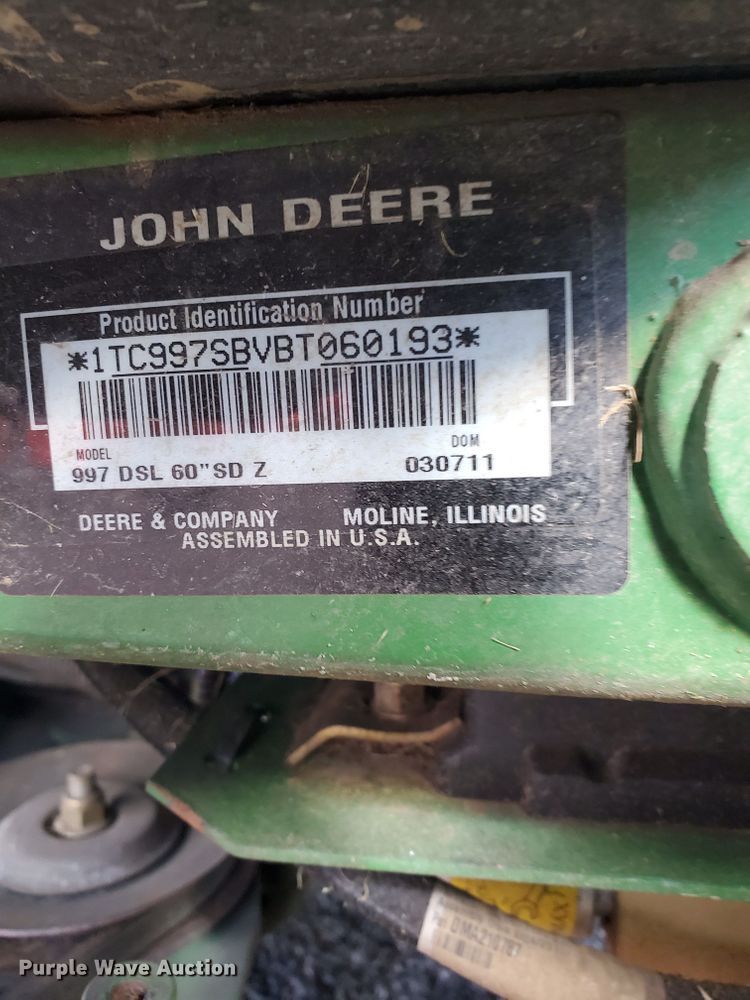 JOHN DEERE
Product Identification Number
*1TC997SBVBT060193*
MODEL DOM
997 DSL 60"SD Z 030711
DEERE & COMPANY MOLINE, ILLINOIS
ASSEMBLED IN U.S.A.
Purple Wave Auction